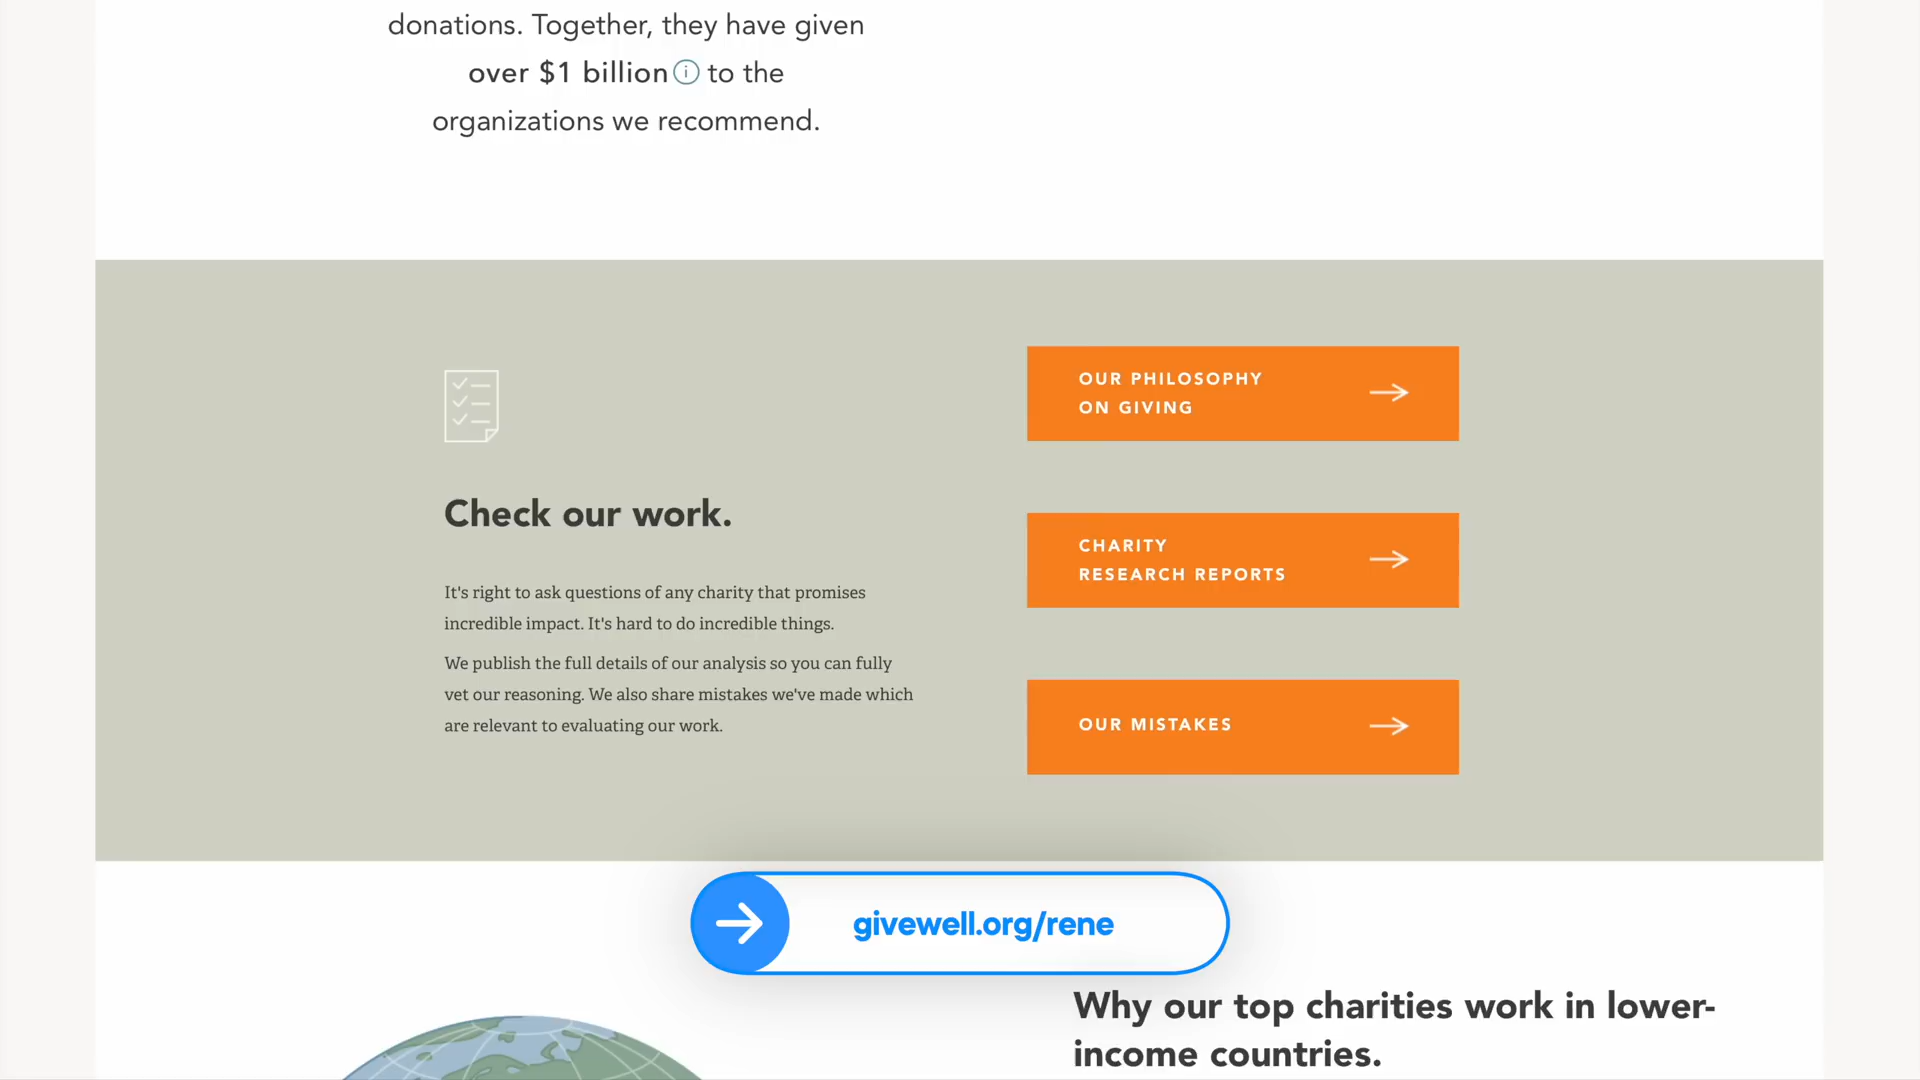 donations. Together, they have given
over $1 billion to the
organizations we recommend.
Check our work.
It's right to ask questions of any charity that promises
incredible impact. It's hard to do incredible things.
We publish the full details of our analysis so you can fully
vet our reasoning. We also share mistakes we've made which
are relevant to evaluating our work.
OUR PHILOSOPHY
ON GIVING
CHARITY
RESEARCH REPORTS
OUR MISTAKES
givewell.org/rene
Why our top charities work in lower-
income countries.